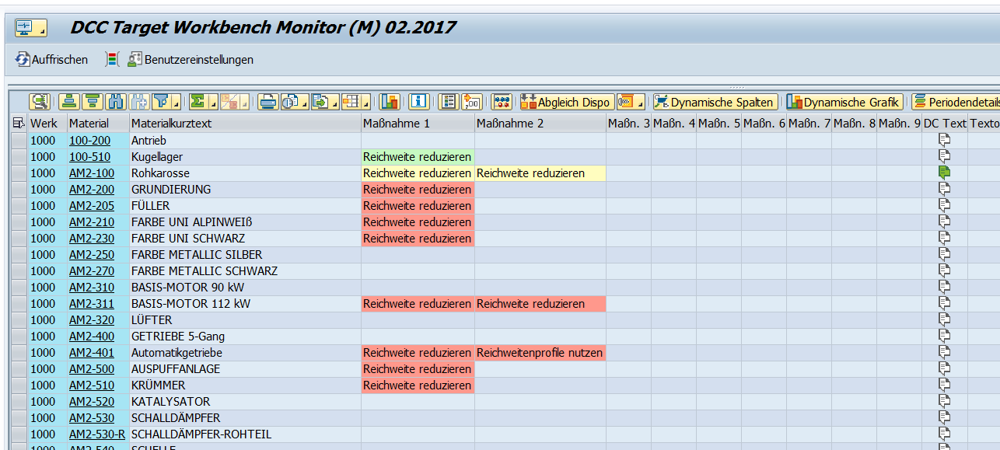 DCC Target Workbench Monitor (M) 02.2017
Auffrischen Benutzereinstellungen
Abgleich Dispo Dynamische Spalten Dynamische Grafik Periodendetails
Werk Material Materialkurztext Maßnahme 1 Maßnahme 2 Maßn. 3 Maßn. 4 Maßn. 5 Maßn. 6 Maßn. 7 Maßn. 8 Maßn. 9 DC Text Texto
1000 100-200 Antrieb
1000 100-510 Kugellager Reichweite reduzieren
1000 AM2-100 Rohkarosse Reichweite reduzieren Reichweite reduzieren
1000 AM2-200 GRUNDIERUNG Reichweite reduzieren
1000 AM2-205 FÜLLER Reichweite reduzieren
1000 AM2-210 FARBE UNI ALPINWEIß Reichweite reduzieren
1000 AM2-230 FARBE UNI SCHWARZ Reichweite reduzieren
1000 AM2-250 FARBE METALLIC SILBER
1000 AM2-270 FARBE METALLIC SCHWARZ
1000 AM2-310 BASIS-MOTOR 90 kW
1000 AM2-311 BASIS-MOTOR 112 kW Reichweite reduzieren Reichweite reduzieren
1000 AM2-320 LÜFTER
1000 AM2-400 GETRIEBE 5-Gang
1000 AM2-401 Automatikgetriebe Reichweite reduzieren Reichweitenprofile nutzen
1000 AM2-500 AUSPUFFANLAGE Reichweite reduzieren
1000 AM2-510 KRÜMMER Reichweite reduzieren
1000 AM2-520 KATALYSATOR
1000 AM2-530 SCHALLDÄMPFER
1000 AM2-530-R SCHALLDÄMPFER-ROHTEIL
1000 AM2-540 SCHELLE